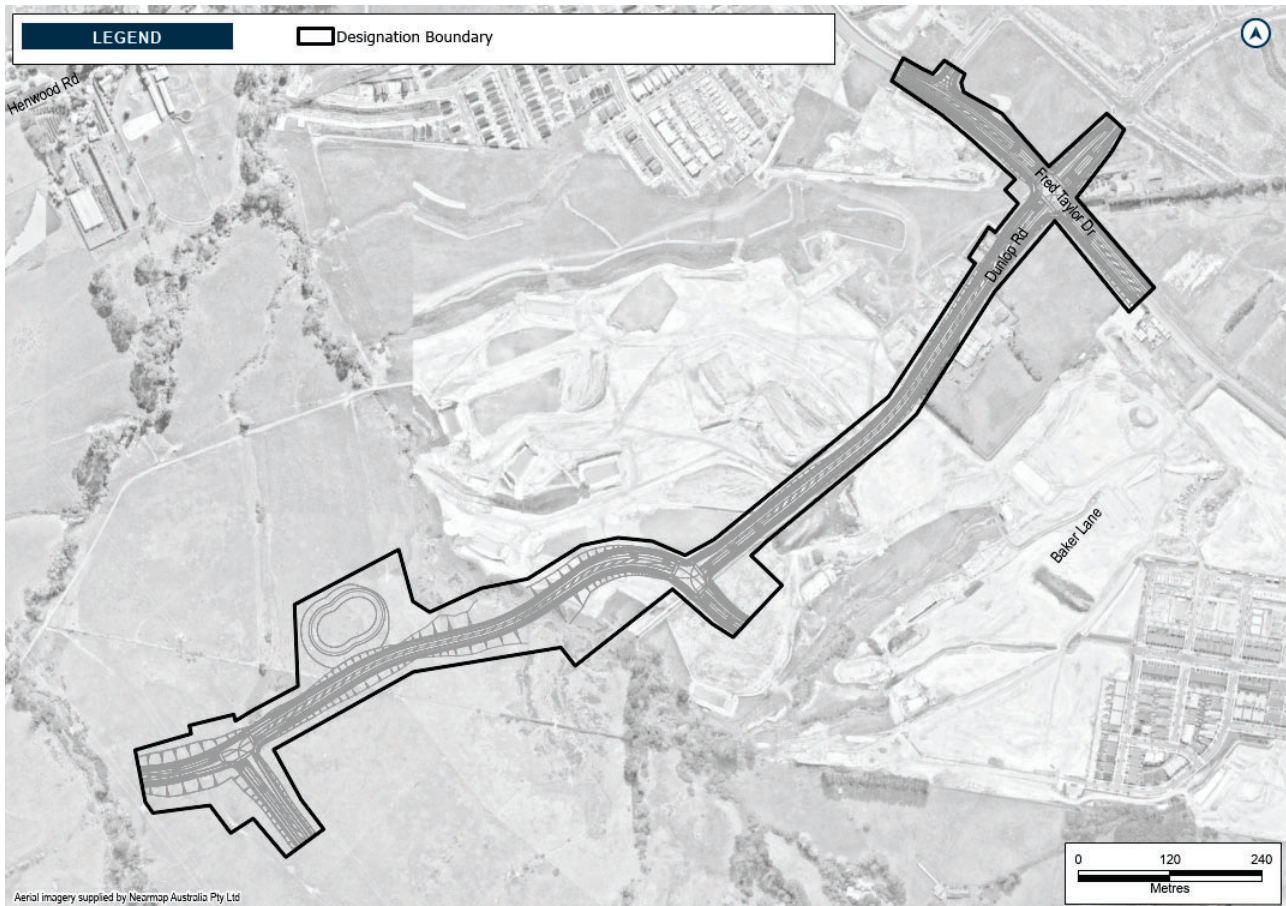 LEGEND
Designation Boundary
Henwood Rd
Fred Taylor Dr
Dunlop Rd
Baker Lane
0 120 240
Metres
Aerial imagery supplied by Nearmap Australia Pty Ltd